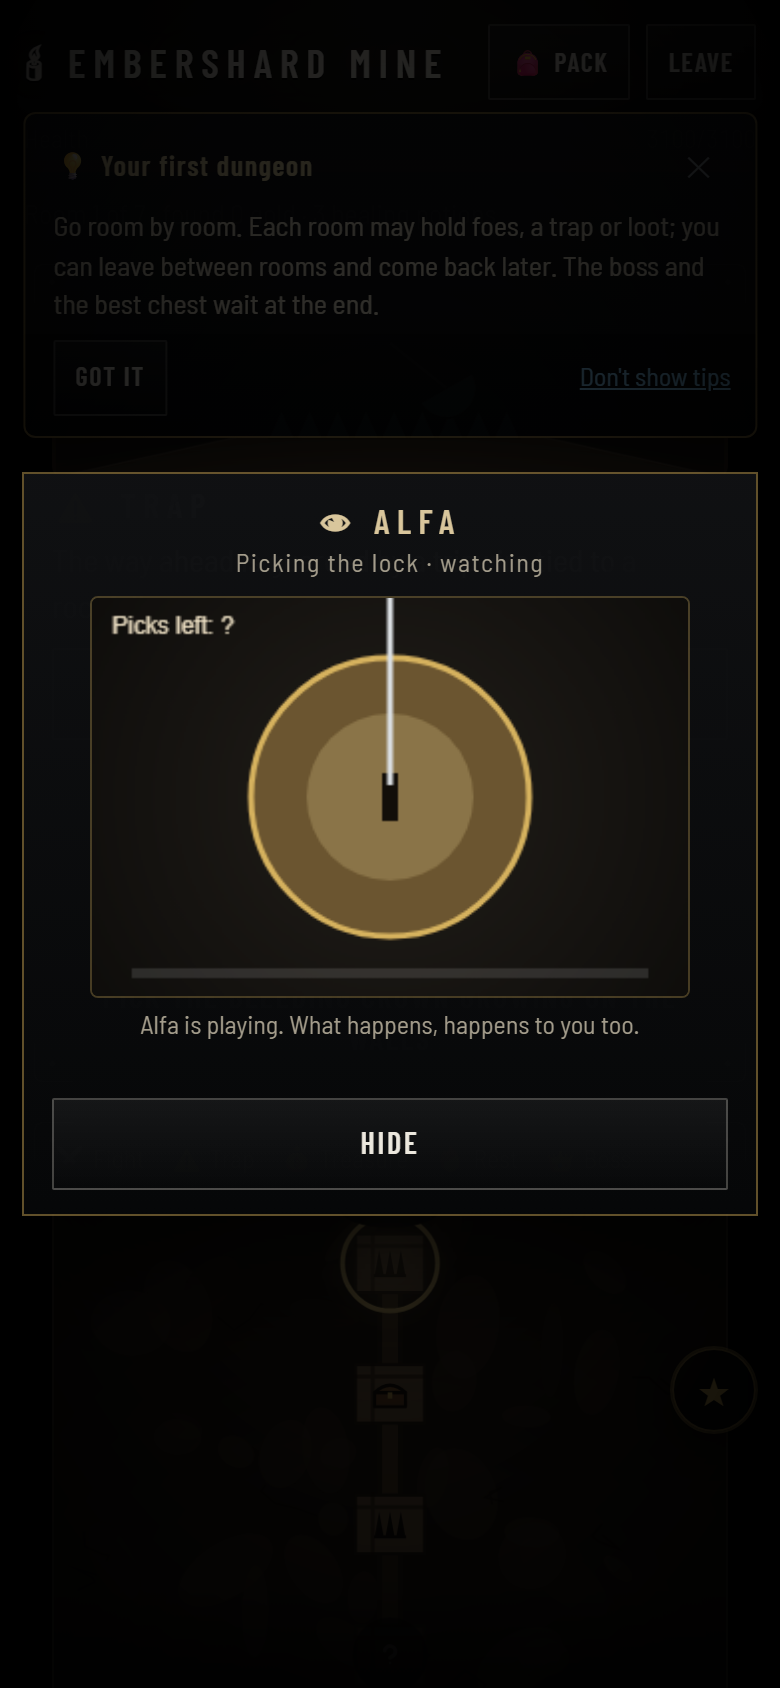 EMBERSHARD MINE
PACK
LEAVE
Your first dungeon
Go room by room. Each room may hold foes, a trap or loot; you
can leave between rooms and come back later. The boss and
the best chest wait at the end.
GOT IT
Don't show tips
ALFA
Picking the lock · watching
Picks left: ?
Alfa is playing. What happens, happens to you too.
HIDE